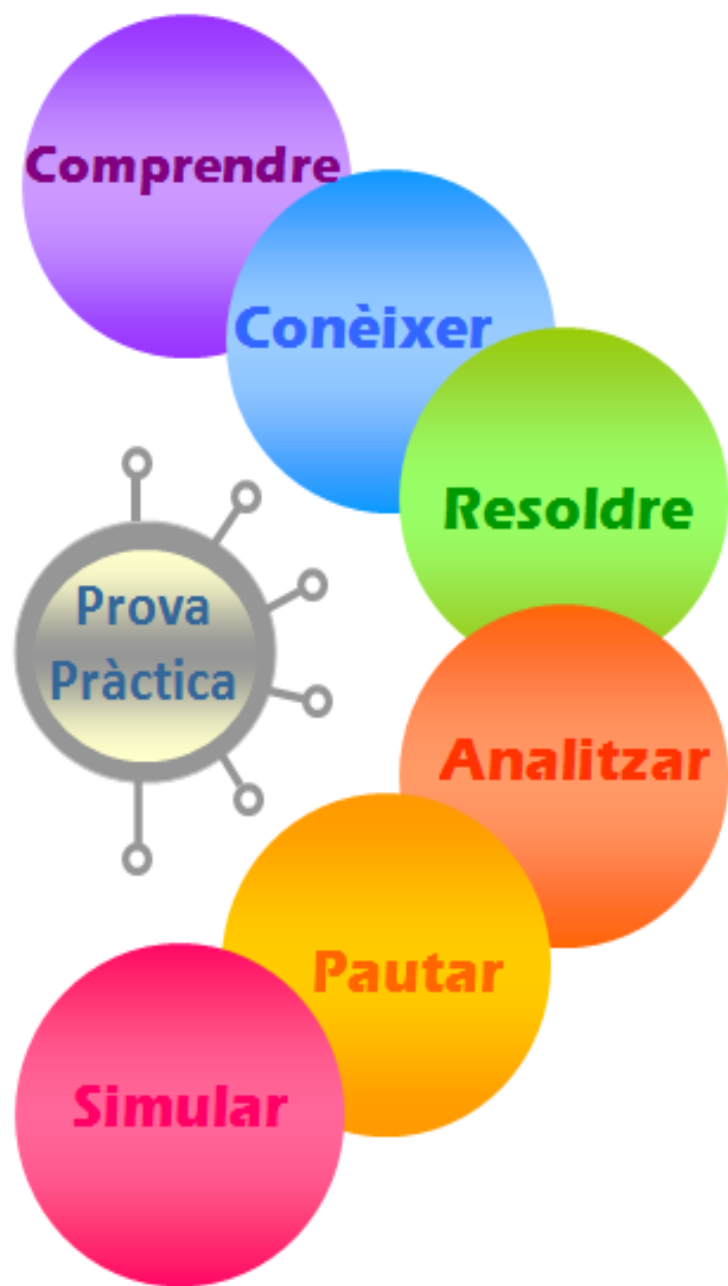 Comprendre
Conèixer
Resoldre
Prova
Pràctica
Analitzar
Pautar
Simular